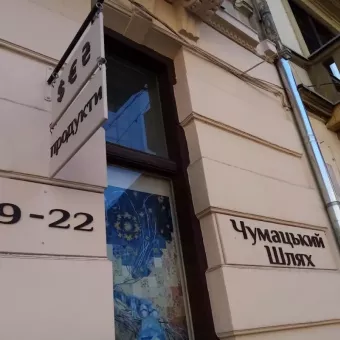 $ € ₴
продукти
9-22
Чумацький
Шлях